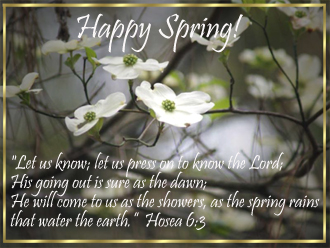 Happy Spring!
"Let us know; let us press on to know the Lord;
His going out is sure as the dawn;
He will come to us as the showers, as the spring rains
that water the earth." Hosea 6:3